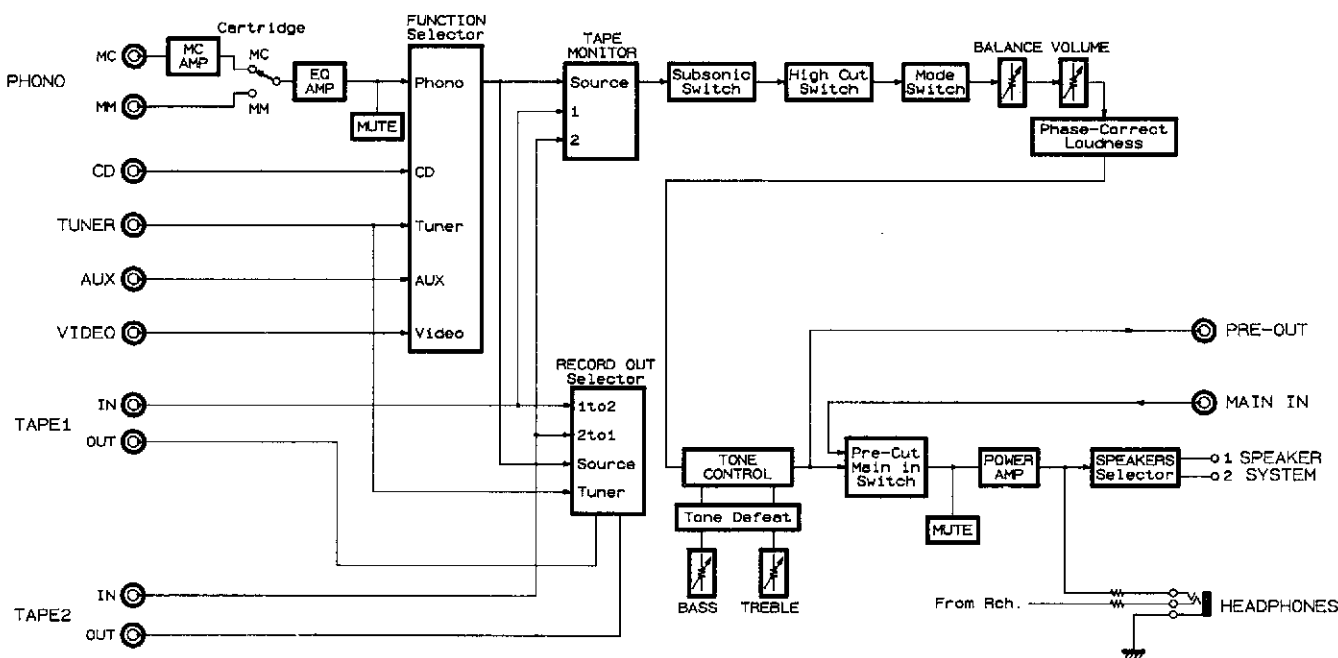 PHONO
MC
MC AMP
Cartridge
MC
MM
MM
EQ AMP
MUTE
FUNCTION Selector
Phono
CD
Tuner
AUX
Video
CD
TUNER
AUX
VIDEO
TAPE MONITOR
Source
1
2
Subsonic Switch
High Cut Switch
Mode Switch
BALANCE VOLUME
Phase-Correct Loudness
TAPE1
IN
OUT
TAPE2
IN
OUT
RECORD OUT Selector
1to2
2to1
Source
Tuner
TONE CONTROL
Tone Defeat
BASS
TREBLE
Pre-Out Main in Switch
MUTE
POWER AMP
SPEAKERS Selector
1 SPEAKER
2 SYSTEM
PRE-OUT
MAIN IN
From Rch.
HEADPHONES